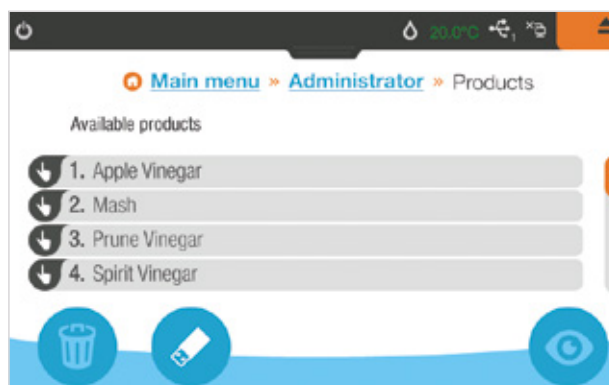 20.0°C 1
Main menu » Administrator » Products
Available products
1. Apple Vinegar
2. Mash
3. Prune Vinegar
4. Spirit Vinegar